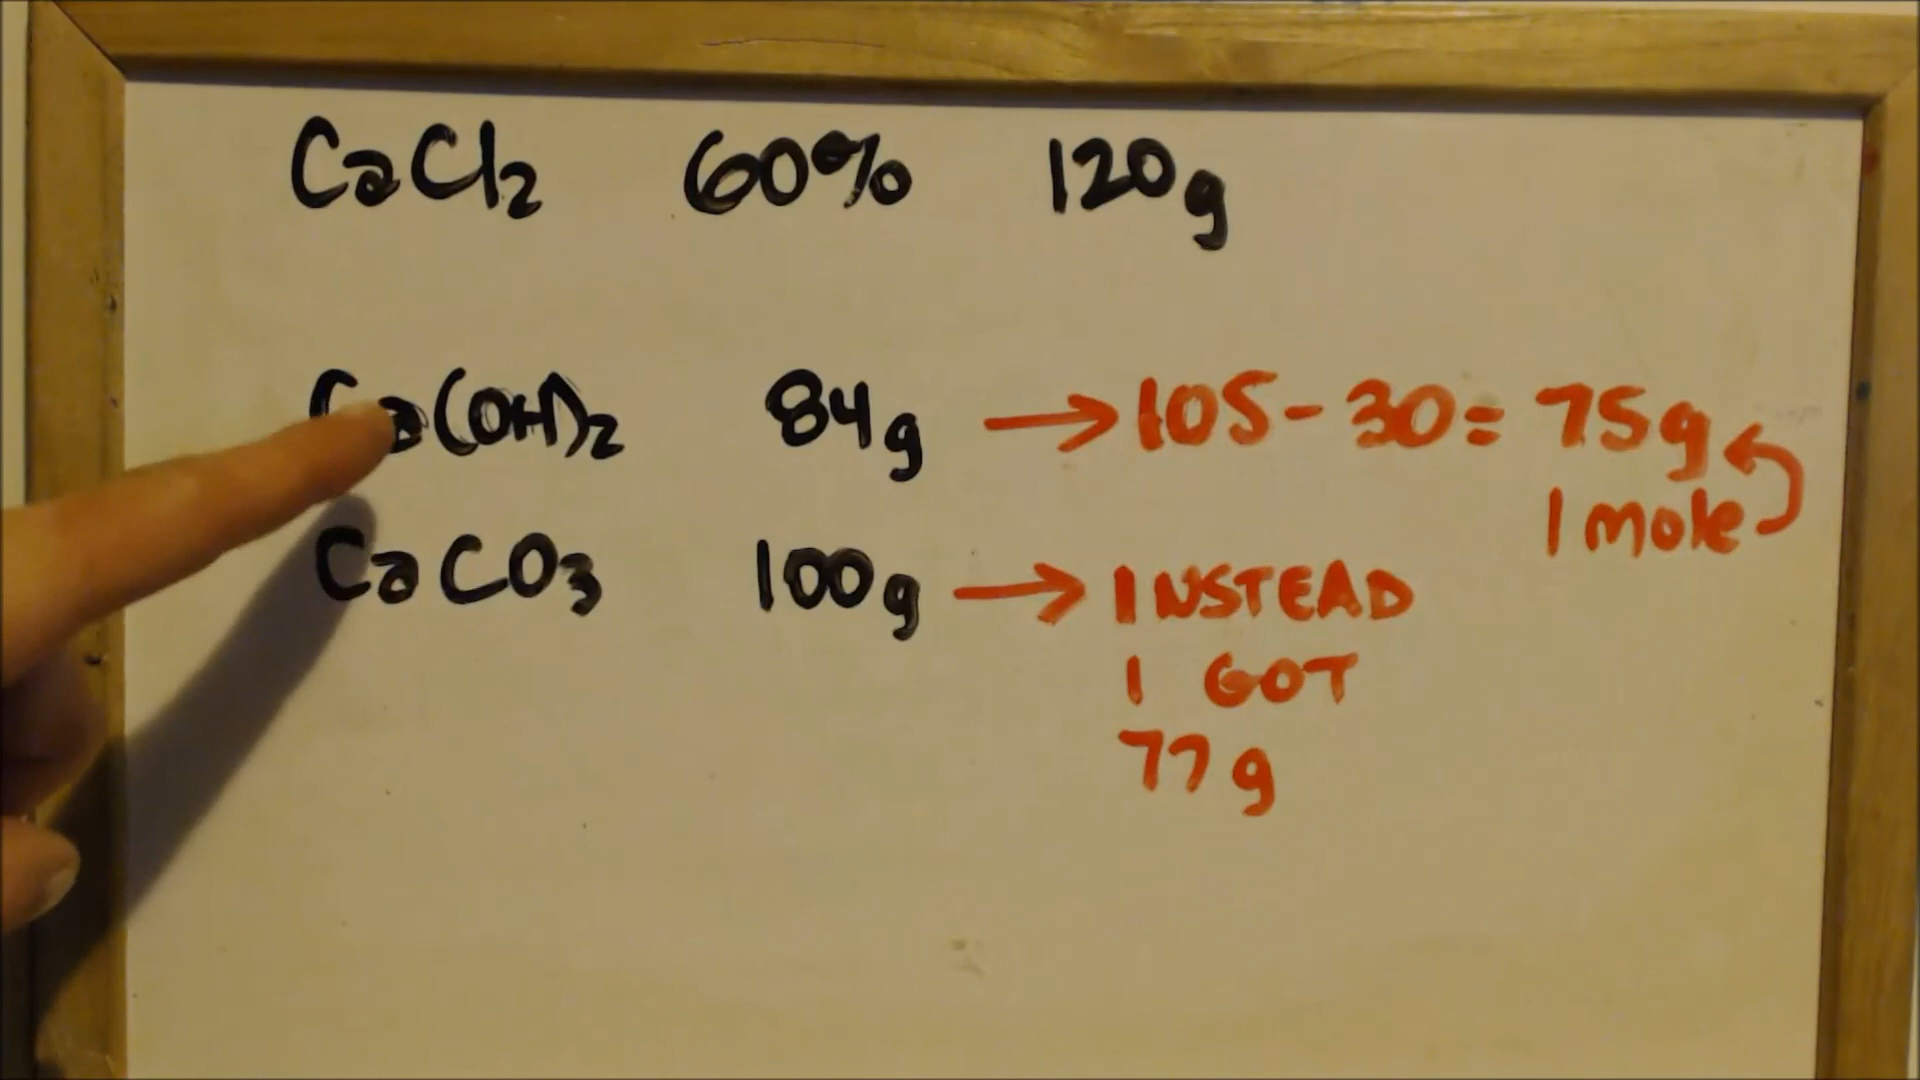 CaCl2 60% 120g
Ca(OH)2 84g → 105-30= 75g
1 mole
CaCO3 100g → INSTEAD
I GOT
77g